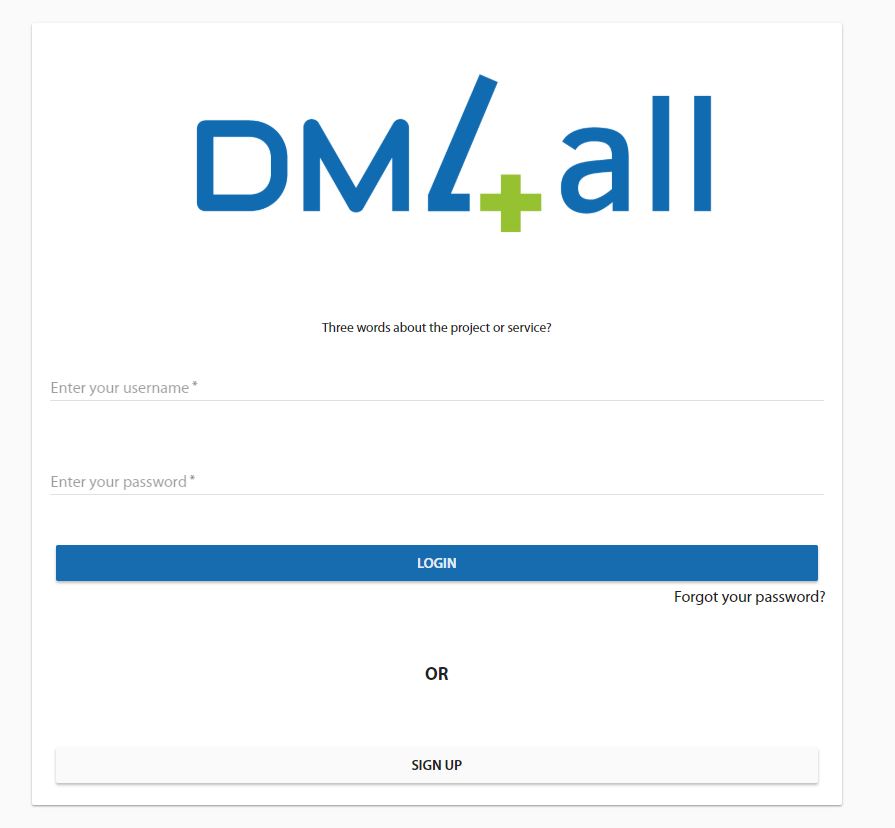 DM4all
Three words about the project or service?
Enter your username *
Enter your password *
LOGIN
Forgot your password?
OR
SIGN UP